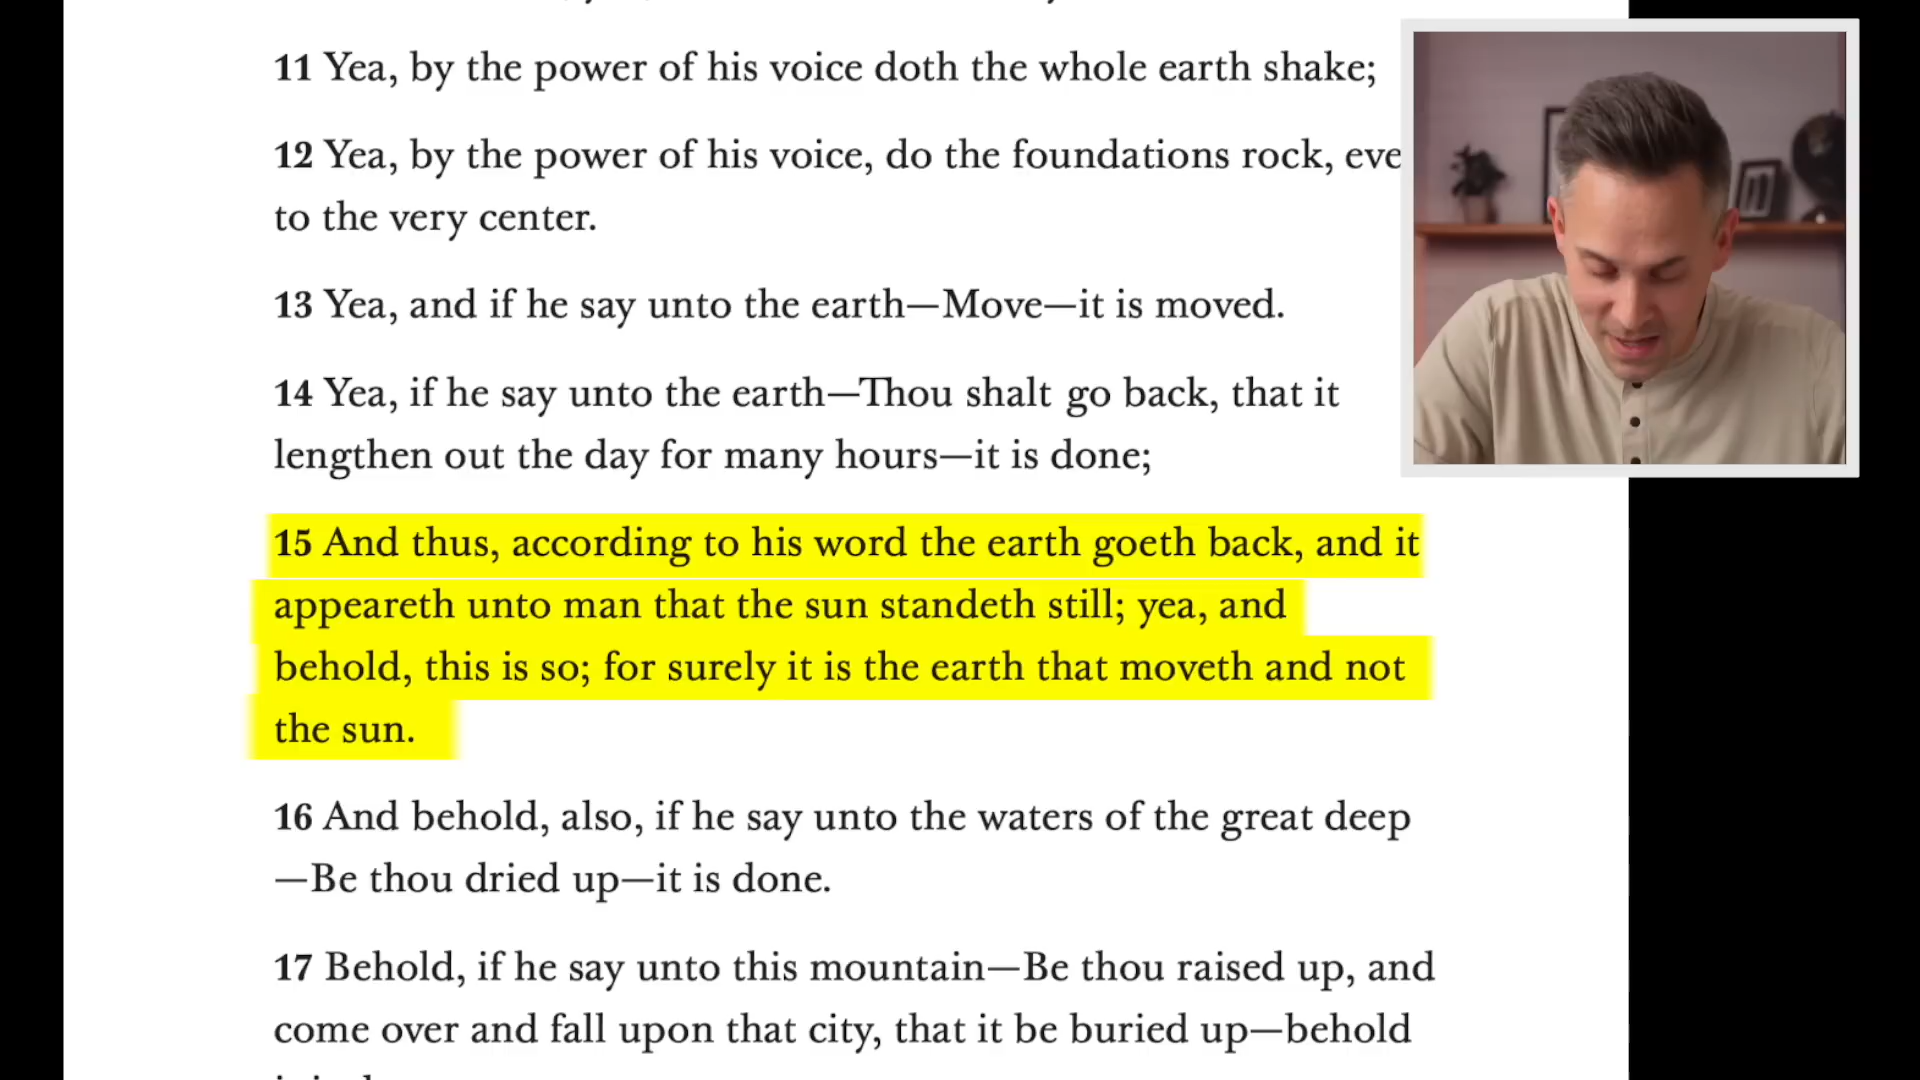 11 Yea, by the power of his voice doth the whole earth shake;
12 Yea, by the power of his voice, do the foundations rock, eve
to the very center.
13 Yea, and if he say unto the earth—Move—it is moved.
14 Yea, if he say unto the earth—Thou shalt go back, that it
lengthen out the day for many hours—it is done;
15 And thus, according to his word the earth goeth back, and it
appeareth unto man that the sun standeth still; yea, and
behold, this is so; for surely it is the earth that moveth and not
the sun.
16 And behold, also, if he say unto the waters of the great deep
—Be thou dried up—it is done.
17 Behold, if he say unto this mountain—Be thou raised up, and
come over and fall upon that city, that it be buried up—behold